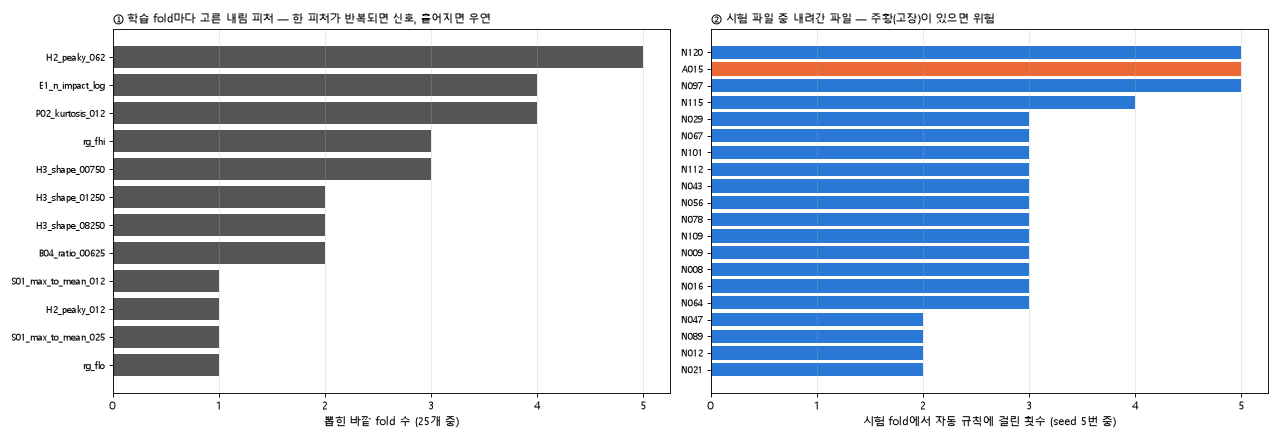 ① 학습 fold마다 고른 내림 피처 — 한 피처가 반복되면 신호, 흩어지면 우연
H2_peaky_062
E1_n_impact_log
P02_kurtosis_012
rg_fhi
H3_shape_00750
H3_shape_01250
H3_shape_08250
B04_ratio_00625
S01_max_to_mean_012
H2_peaky_012
S01_max_to_mean_025
rg_flo
0 1 2 3 4 5
뽑힌 바깥 fold 수 (25개 중)
② 시험 파일 중 내려간 파일 — 주황(고장)이 있으면 위험
N120
A015
N097
N115
N029
N067
N101
N112
N043
N056
N078
N109
N009
N008
N016
N064
N047
N089
N012
N021
0 1 2 3 4 5
시험 fold에서 자동 규칙에 걸린 횟수 (seed 5번 중)